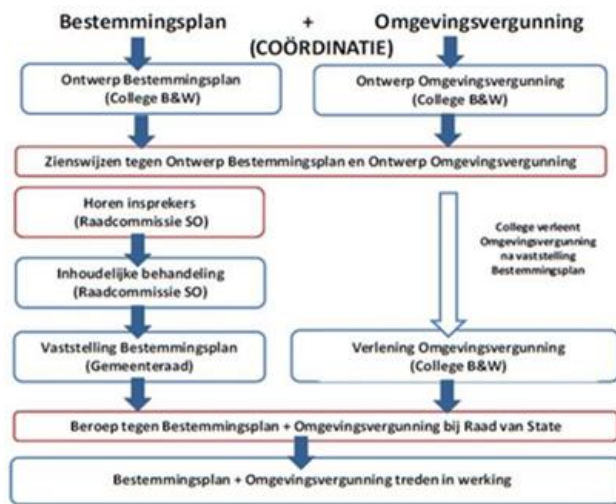 Bestemmingsplan + Omgevingsvergunning
(COÖRDINATIE)
Ontwerp Bestemmingsplan
(College B&W)
Ontwerp Omgevingsvergunning
(College B&W)
Zienswijzen tegen Ontwerp Bestemmingsplan en Ontwerp Omgevingsvergunning
Horen insprekers
(Raadcommissie SO)
Inhoudelijke behandeling
(Raadcommissie SO)
College verleent
Omgevingsvergunning
na vaststelling
Bestemmingsplan
Vaststelling Bestemmingsplan
(Gemeenteraad)
Verlening Omgevingsvergunning
(College B&W)
Beroep tegen Bestemmingsplan + Omgevingsvergunning bij Raad van State
Bestemmingsplan + Omgevingsvergunning treden in werking